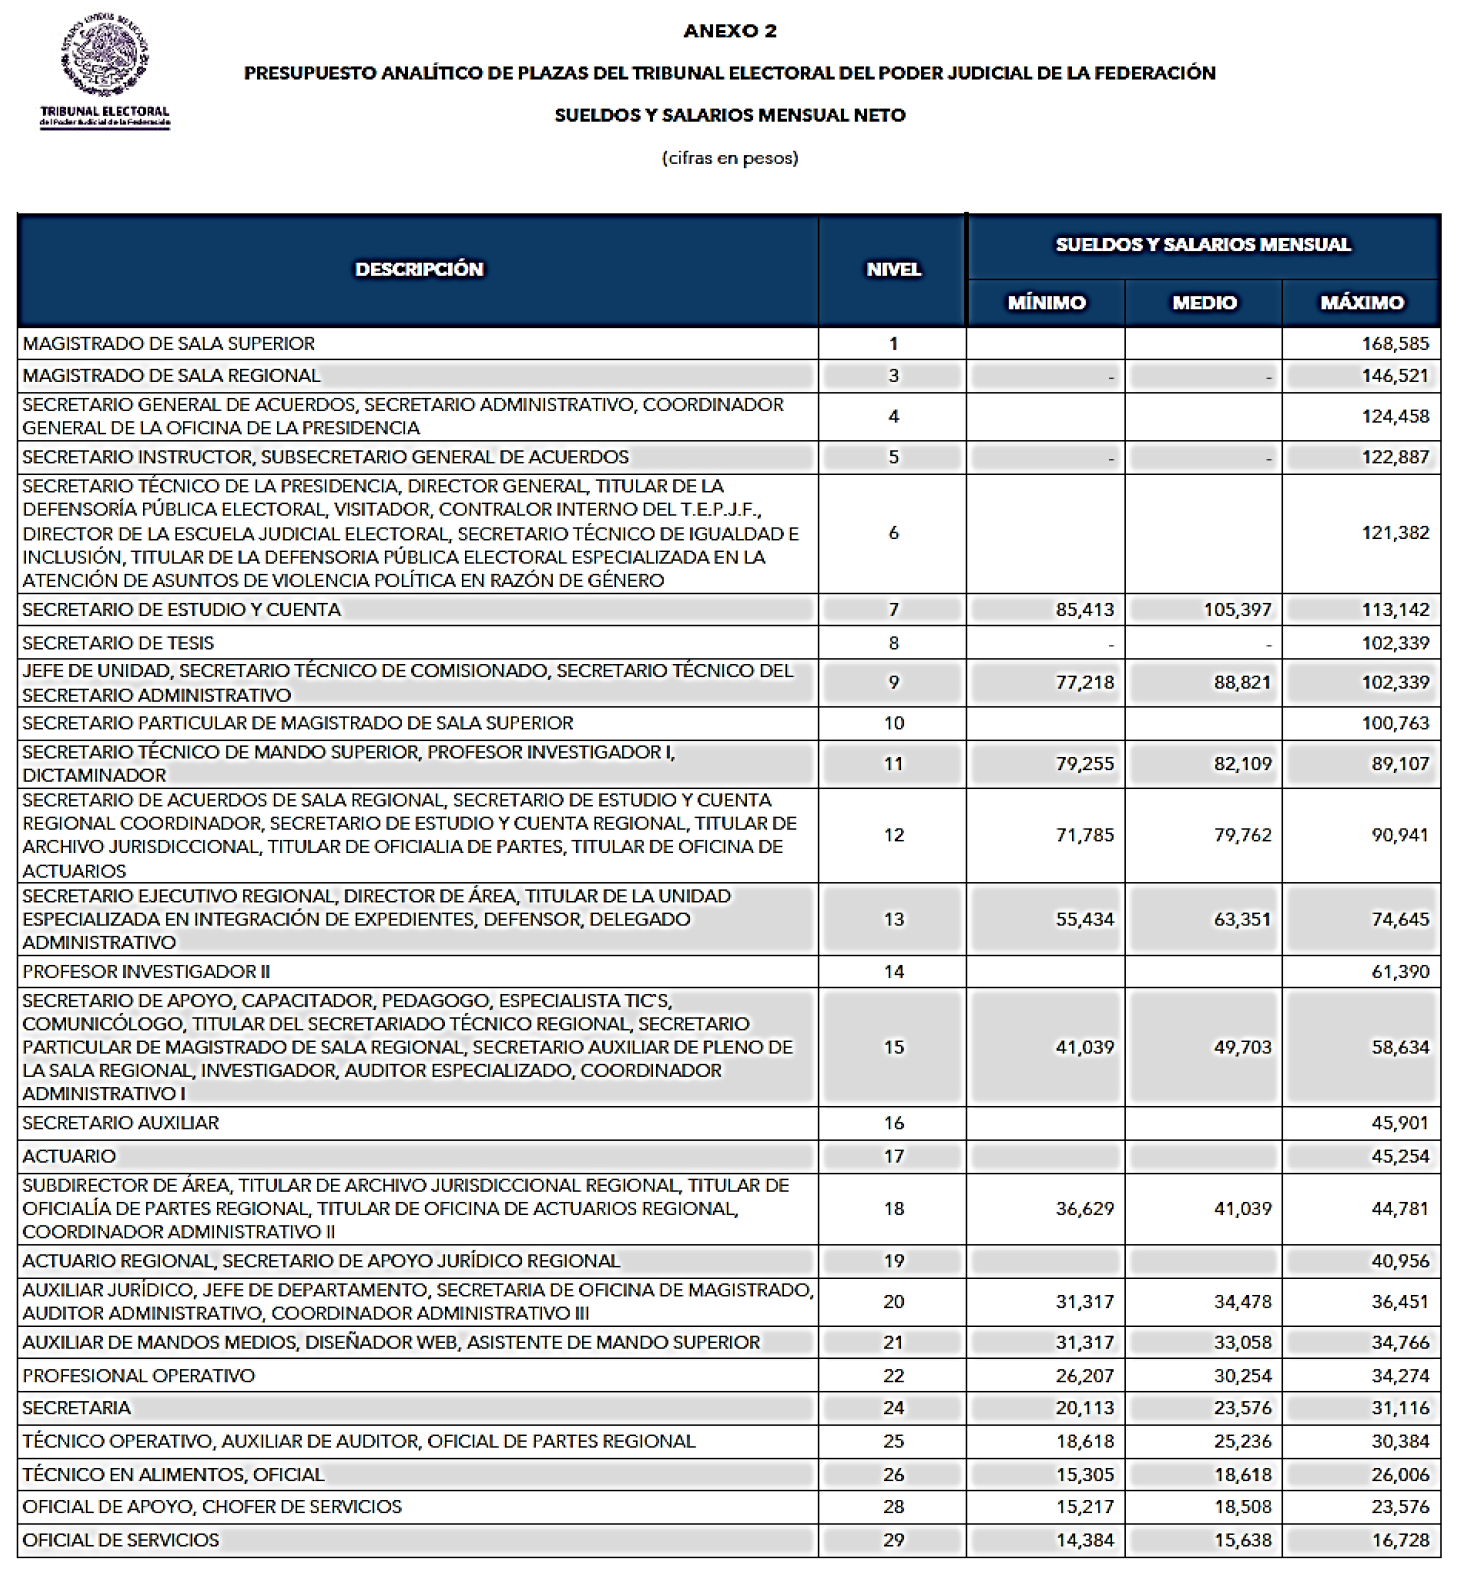 ESTADOS UNIDOS MEXICANOS
TRIBUNAL ELECTORAL
del Poder Judicial de la Federación
ANEXO 2
PRESUPUESTO ANALÍTICO DE PLAZAS DEL TRIBUNAL ELECTORAL DEL PODER JUDICIAL DE LA FEDERACIÓN
SUELDOS Y SALARIOS MENSUAL NETO
(cifras en pesos)
DESCRIPCIÓN NIVEL SUELDOS Y SALARIOS MENSUAL
MÍNIMO MEDIO MÁXIMO
MAGISTRADO DE SALA SUPERIOR 1 168,585
MAGISTRADO DE SALA REGIONAL 3 - - 146,521
SECRETARIO GENERAL DE ACUERDOS, SECRETARIO ADMINISTRATIVO, COORDINADOR
GENERAL DE LA OFICINA DE LA PRESIDENCIA 4 124,458
SECRETARIO INSTRUCTOR, SUBSECRETARIO GENERAL DE ACUERDOS 5 - - 122,887
SECRETARIO TÉCNICO DE LA PRESIDENCIA, DIRECTOR GENERAL, TITULAR DE LA
DEFENSORÍA PÚBLICA ELECTORAL, VISITADOR, CONTRALOR INTERNO DEL T.E.P.J.F.,
DIRECTOR DE LA ESCUELA JUDICIAL ELECTORAL, SECRETARIO TÉCNICO DE IGUALDAD E 6 121,382
INCLUSIÓN, TITULAR DE LA DEFENSORIA PÚBLICA ELECTORAL ESPECIALIZADA EN LA
ATENCIÓN DE ASUNTOS DE VIOLENCIA POLÍTICA EN RAZÓN DE GÉNERO
SECRETARIO DE ESTUDIO Y CUENTA 7 85,413 105,397 113,142
SECRETARIO DE TESIS 8 - - 102,339
JEFE DE UNIDAD, SECRETARIO TÉCNICO DE COMISIONADO, SECRETARIO TÉCNICO DEL
SECRETARIO ADMINISTRATIVO 9 77,218 88,821 102,339
SECRETARIO PARTICULAR DE MAGISTRADO DE SALA SUPERIOR 10 100,763
SECRETARIO TÉCNICO DE MANDO SUPERIOR, PROFESOR INVESTIGADOR I,
DICTAMINADOR 11 79,255 82,109 89,107
SECRETARIO DE ACUERDOS DE SALA REGIONAL, SECRETARIO DE ESTUDIO Y CUENTA
REGIONAL COORDINADOR, SECRETARIO DE ESTUDIO Y CUENTA REGIONAL, TITULAR DE 12 71,785 79,762 90,941
ARCHIVO JURISDICCIONAL, TITULAR DE OFICIALIA DE PARTES, TITULAR DE OFICINA DE
ACTUARIOS
SECRETARIO EJECUTIVO REGIONAL, DIRECTOR DE ÁREA, TITULAR DE LA UNIDAD
ESPECIALIZADA EN INTEGRACIÓN DE EXPEDIENTES, DEFENSOR, DELEGADO 13 55,434 63,351 74,645
ADMINISTRATIVO
PROFESOR INVESTIGADOR II 14 61,390
SECRETARIO DE APOYO, CAPACITADOR, PEDAGOGO, ESPECIALISTA TIC'S,
COMUNICÓLOGO, TITULAR DEL SECRETARIADO TÉCNICO REGIONAL, SECRETARIO
PARTICULAR DE MAGISTRADO DE SALA REGIONAL, SECRETARIO AUXILIAR DE PLENO DE 15 41,039 49,703 58,634
LA SALA REGIONAL, INVESTIGADOR, AUDITOR ESPECIALIZADO, COORDINADOR
ADMINISTRATIVO I
SECRETARIO AUXILIAR 16 45,901
ACTUARIO 17 45,254
SUBDIRECTOR DE ÁREA, TITULAR DE ARCHIVO JURISDICCIONAL REGIONAL, TITULAR DE
OFICIALÍA DE PARTES REGIONAL, TITULAR DE OFICINA DE ACTUARIOS REGIONAL, 18 36,629 41,039 44,781
COORDINADOR ADMINISTRATIVO II
ACTUARIO REGIONAL, SECRETARIO DE APOYO JURÍDICO REGIONAL 19 40,956
AUXILIAR JURÍDICO, JEFE DE DEPARTAMENTO, SECRETARIA DE OFICINA DE MAGISTRADO,
AUDITOR ADMINISTRATIVO, COORDINADOR ADMINISTRATIVO III 20 31,317 34,478 36,451
AUXILIAR DE MANDOS MEDIOS, DISEÑADOR WEB, ASISTENTE DE MANDO SUPERIOR 21 31,317 33,058 34,766
PROFESIONAL OPERATIVO 22 26,207 30,254 34,274
SECRETARIA 24 20,113 23,576 31,116
TÉCNICO OPERATIVO, AUXILIAR DE AUDITOR, OFICIAL DE PARTES REGIONAL 25 18,618 25,236 30,384
TÉCNICO EN ALIMENTOS, OFICIAL 26 15,305 18,618 26,006
OFICIAL DE APOYO, CHOFER DE SERVICIOS 28 15,217 18,508 23,576
OFICIAL DE SERVICIOS 29 14,384 15,638 16,728